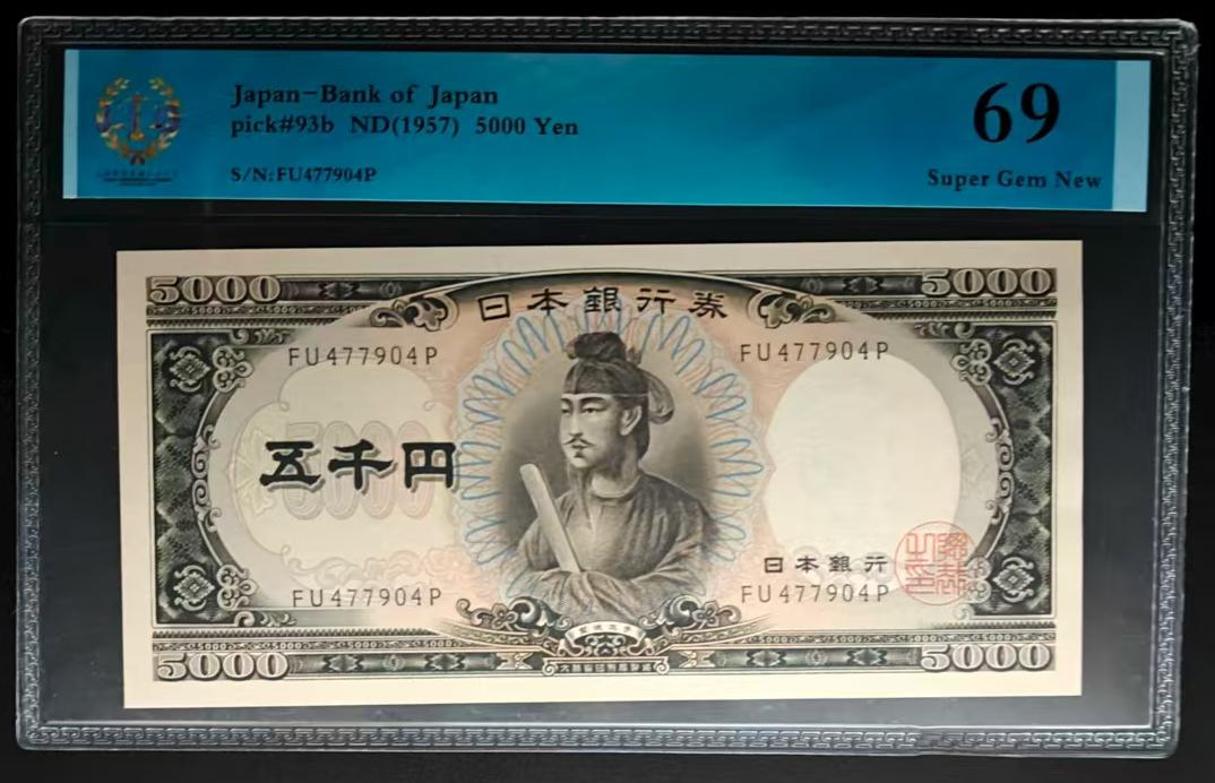 Japan-Bank of Japan
pick#93b ND(1957) 5000 Yen
S/N:FU477904P
69
Super Gem New
5000 5000
日本銀行券
FU477904P FU477904P
五千円
5000
日本銀行
FU477904P FU477904P
5000 5000